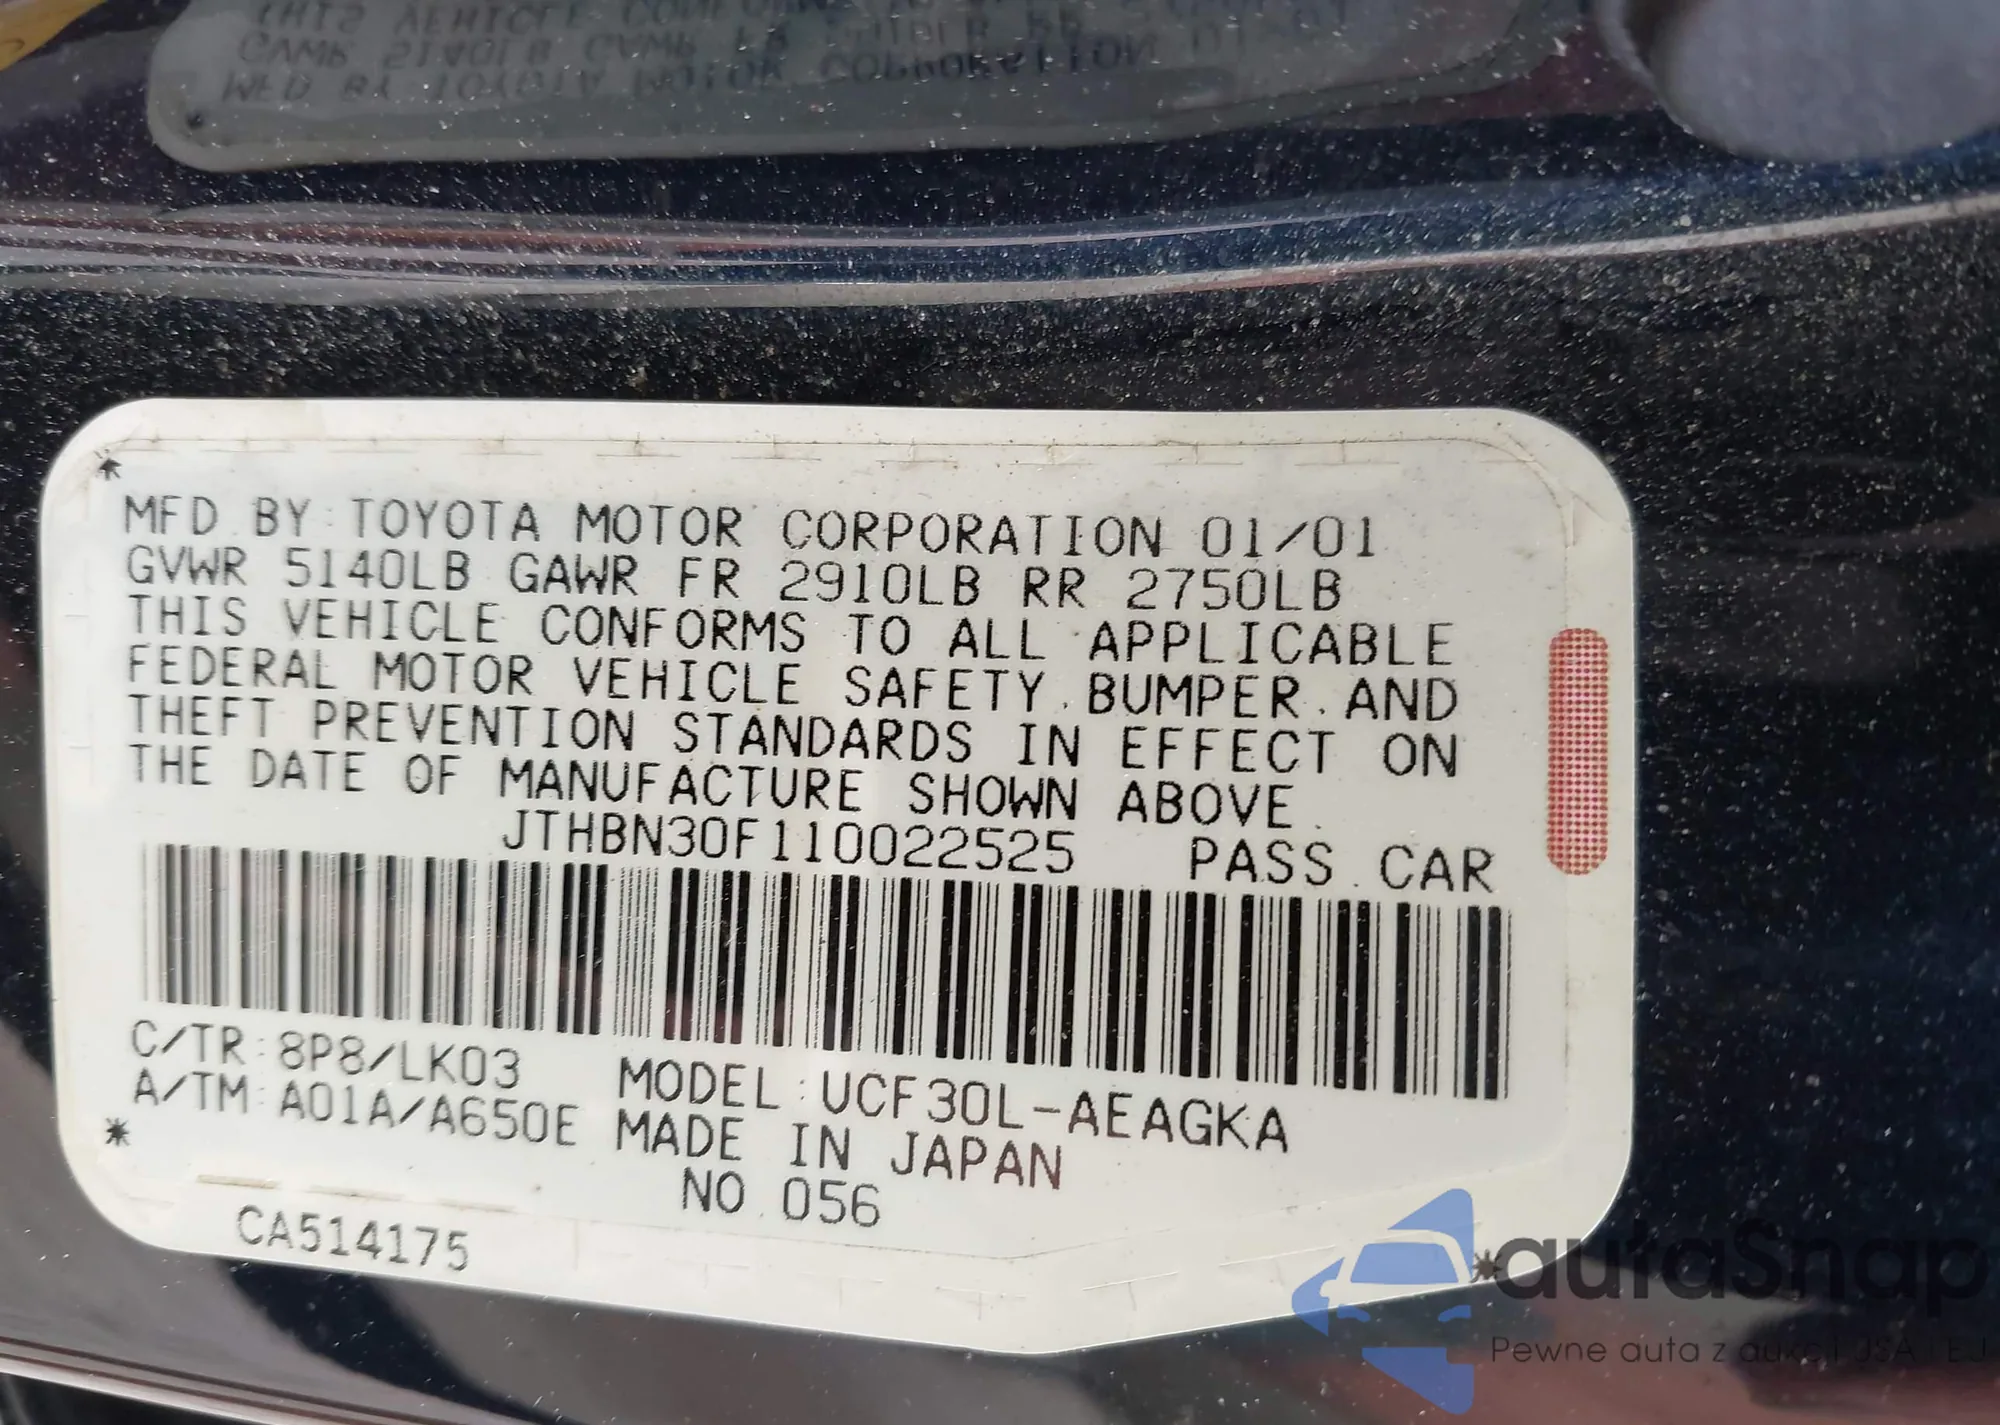 MFD BY TOYOTA MOTOR CORPORATION 01/01
GVWR 5140LB GAWR FR 2910LB RR 2750LB
THIS VEHICLE CONFORMS TO ALL APPLICABLE
FEDERAL MOTOR VEHICLE SAFETY. BUMPER. AND
THEFT PREVENTION STANDARDS IN EFFECT ON
THE DATE OF MANUFACTURE SHOWN ABOVE.
JTHBN30F110022525 PASS. CAR
C/TR: 8P8/LK03 MODEL: UCF30L-AEAGKA
A/TM: A01A/A650E MADE IN JAPAN
NO. 056
CA514175
autaSnap
Pewne auta z aukcji